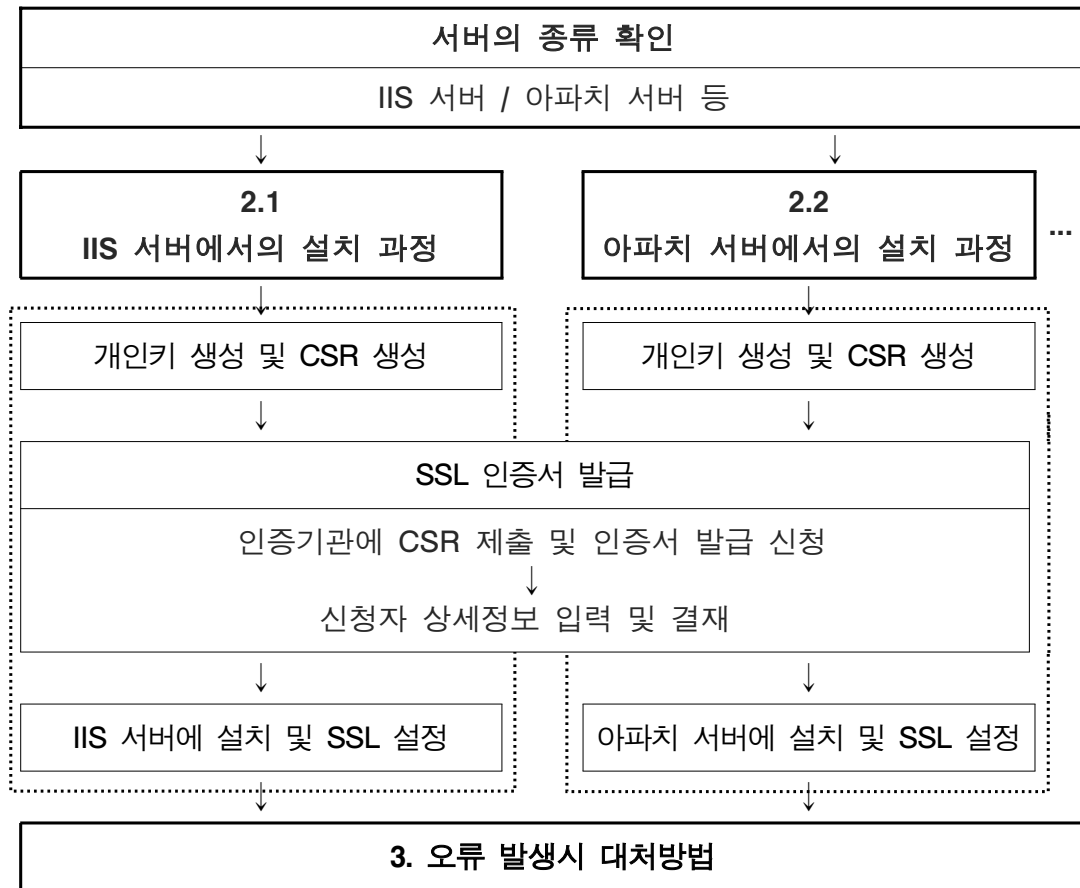 서버의 종류 확인
IIS 서버 / 아파치 서버 등
2.1
IIS 서버에서의 설치 과정
2.2
아파치 서버에서의 설치 과정
...
개인키 생성 및 CSR 생성
개인키 생성 및 CSR 생성
SSL 인증서 발급
인증기관에 CSR 제출 및 인증서 발급 신청
신청자 상세정보 입력 및 결재
IIS 서버에 설치 및 SSL 설정
아파치 서버에 설치 및 SSL 설정
3. 오류 발생시 대처방법